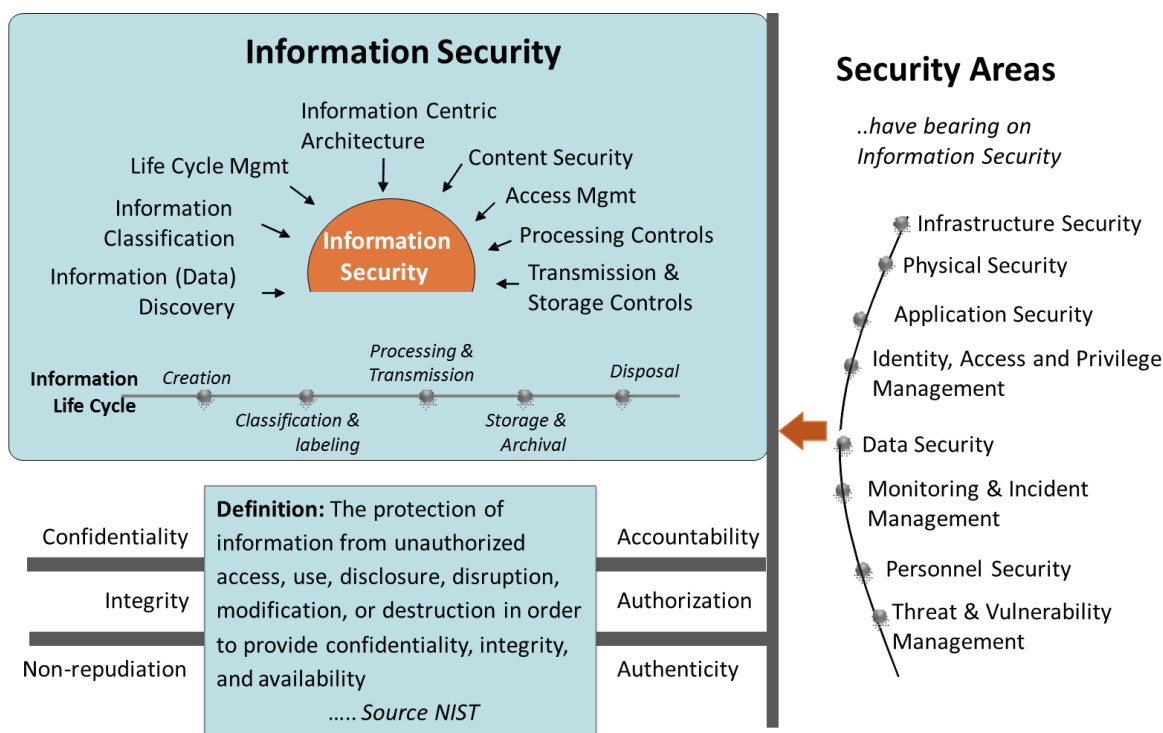 Information Security
Information Centric
Architecture
Content Security
Life Cycle Mgmt
Access Mgmt
Information
Classification
Processing Controls
Information (Data)
Discovery
Transmission &
Storage Controls
Information
Security
Information
Life Cycle
Creation
Classification &
labeling
Processing &
Transmission
Storage &
Archival
Disposal
Confidentiality
Integrity
Non-repudiation
Definition: The protection of
information from unauthorized
access, use, disclosure, disruption,
modification, or destruction in order
to provide confidentiality, integrity,
and availability
..... Source NIST
Accountability
Authorization
Authenticity
Security Areas
..have bearing on
Information Security
Infrastructure Security
Physical Security
Application Security
Identity, Access and Privilege
Management
Data Security
Monitoring & Incident
Management
Personnel Security
Threat & Vulnerability
Management